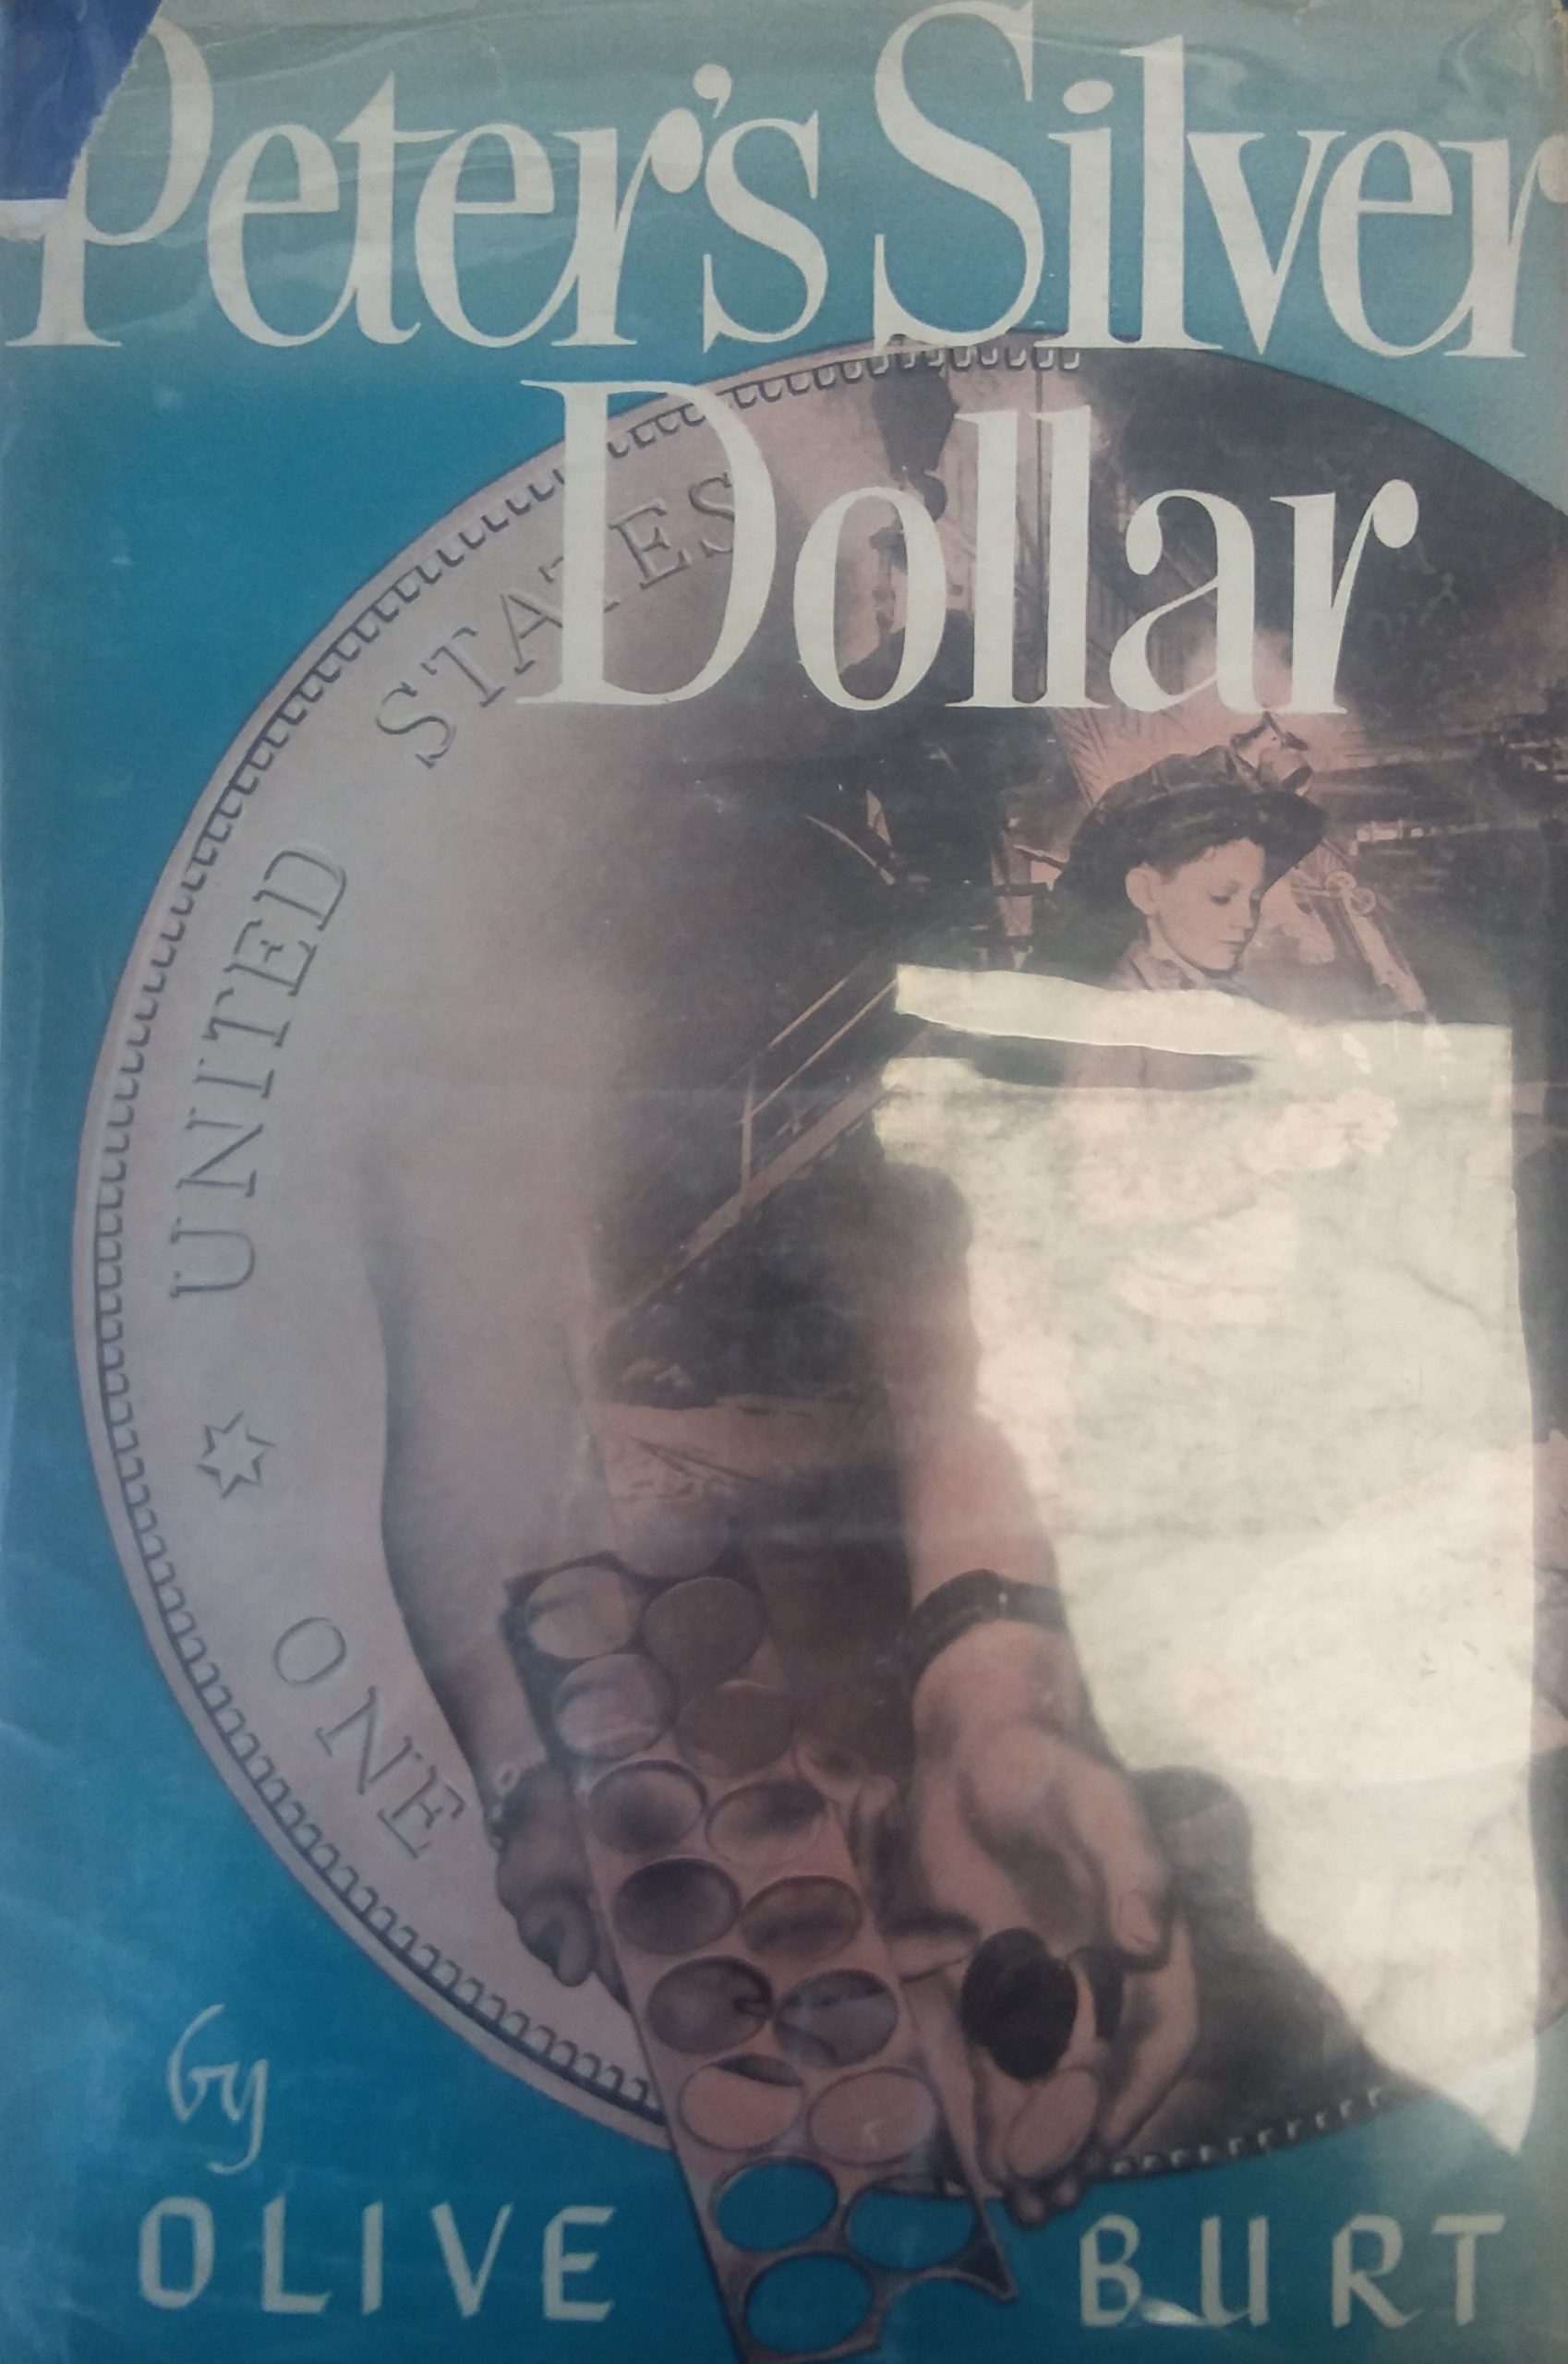 Peter's Silver
Dollar
UNITED STATES
ONE
by
OLIVE BURT